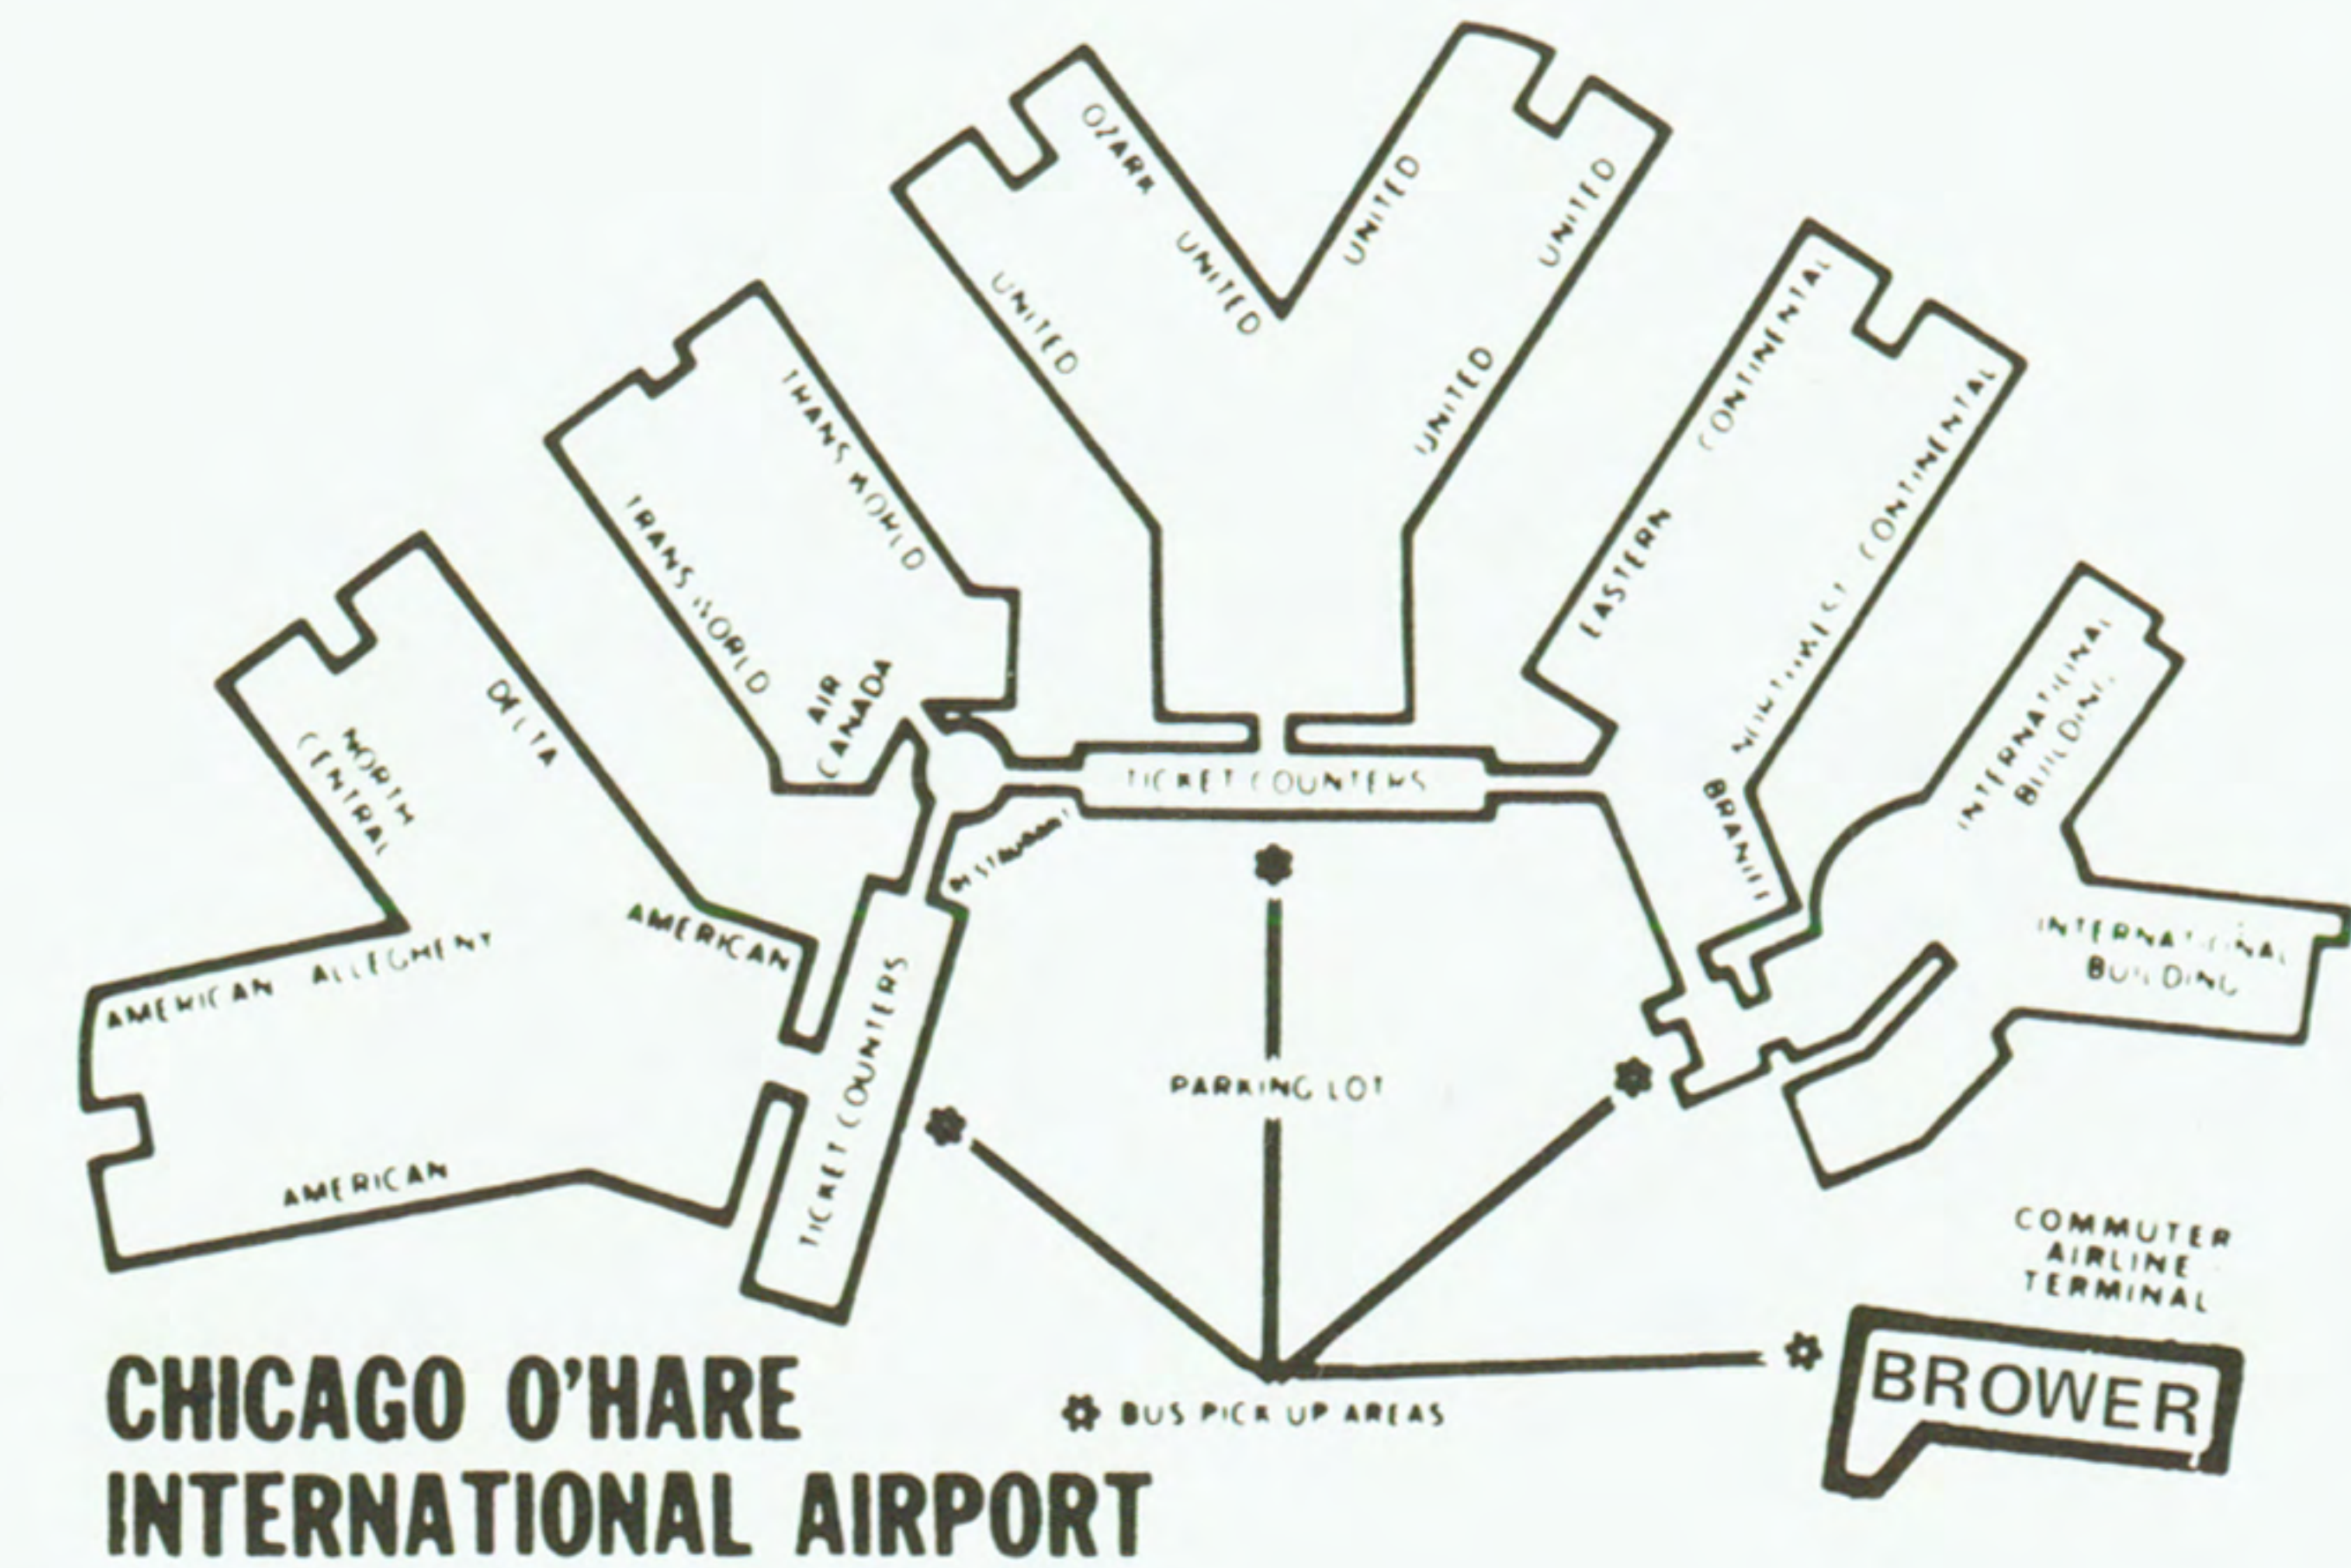 OZARK
UNITED
UNITED
UNITED
UNITED
UNITED
CONTINENTAL
EASTERN
CONTINENTAL
BRANIFF
TRANS WORLD
TRANS WORLD
AIR
CANADA
DELTA
NORTH
CENTRAL
AMERICAN
AMERICAN ALLEGHENY
AMERICAN
TICKET COUNTERS
TICKET COUNTERS
INTERNATIONAL
BUILDING
INTERNATIONAL
BUILDING
PARKING LOT
BUS PICK UP AREAS
COMMUTER
AIRLINE
TERMINAL
BROWER
CHICAGO O'HARE
INTERNATIONAL AIRPORT